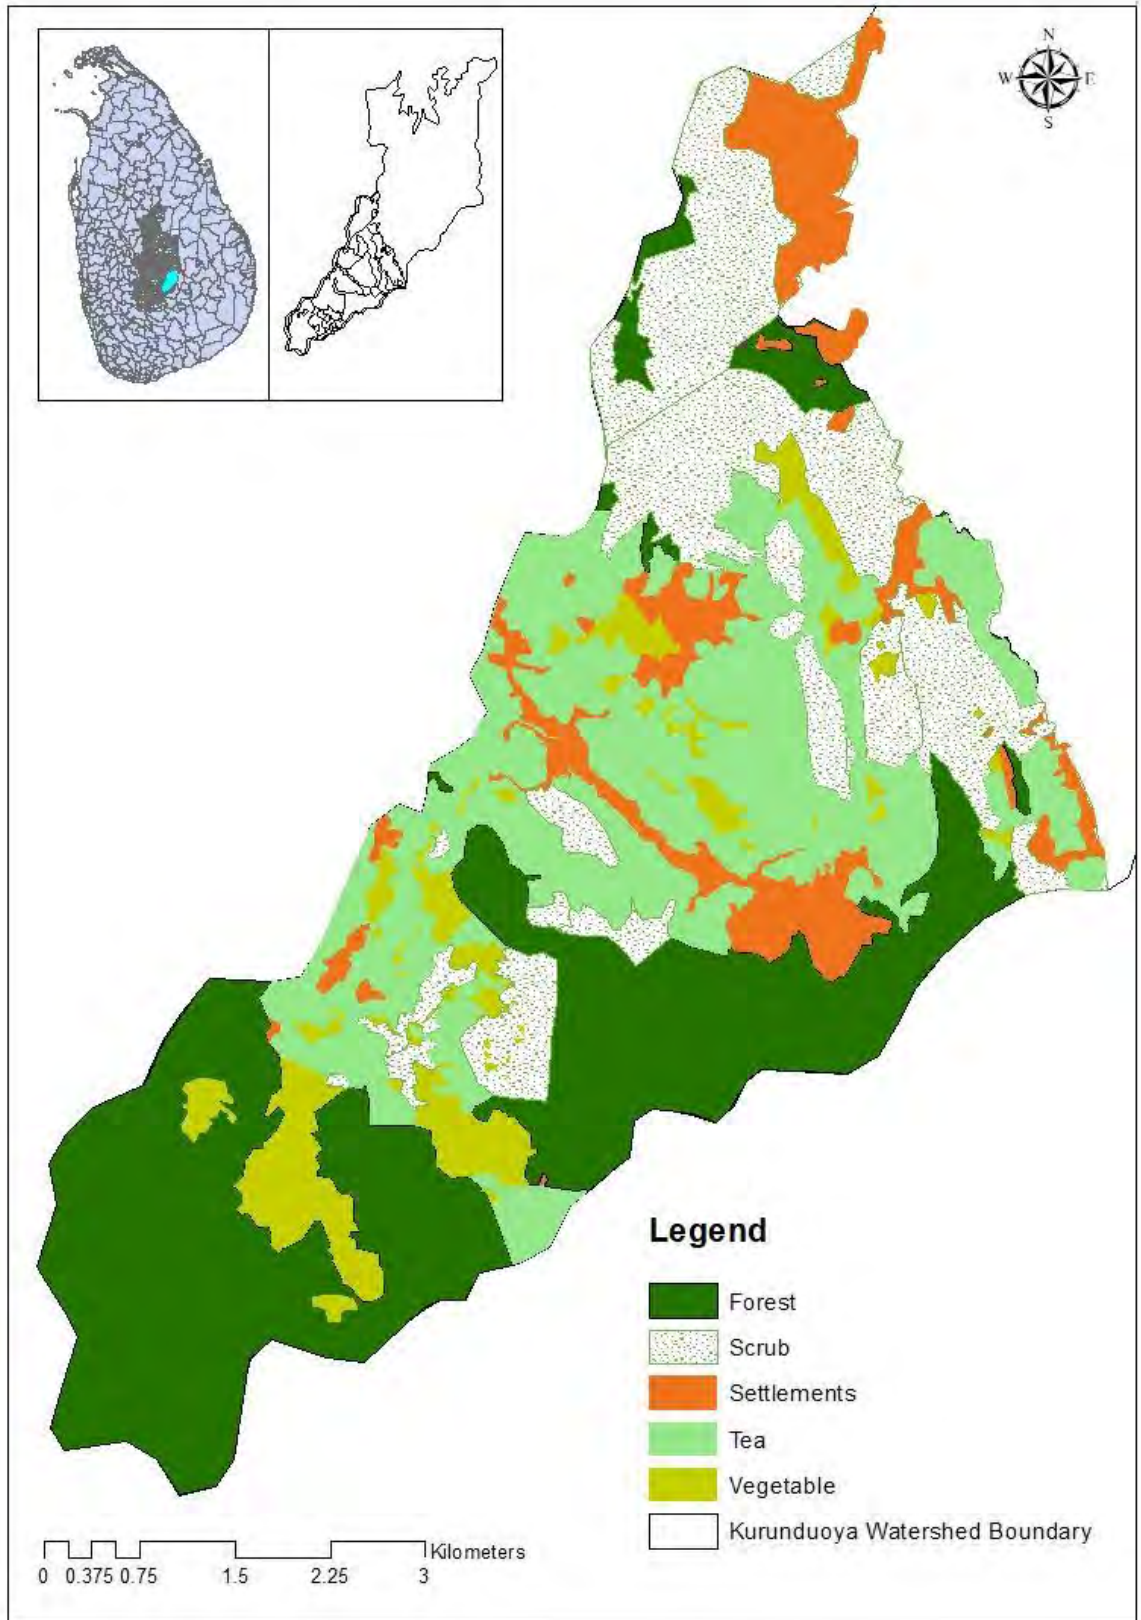 N
W E
S
Legend
Forest
Scrub
Settlements
Tea
Vegetable
Kurunduoya Watershed Boundary
Kilometers
0 0.375 0.75 1.5 2.25 3